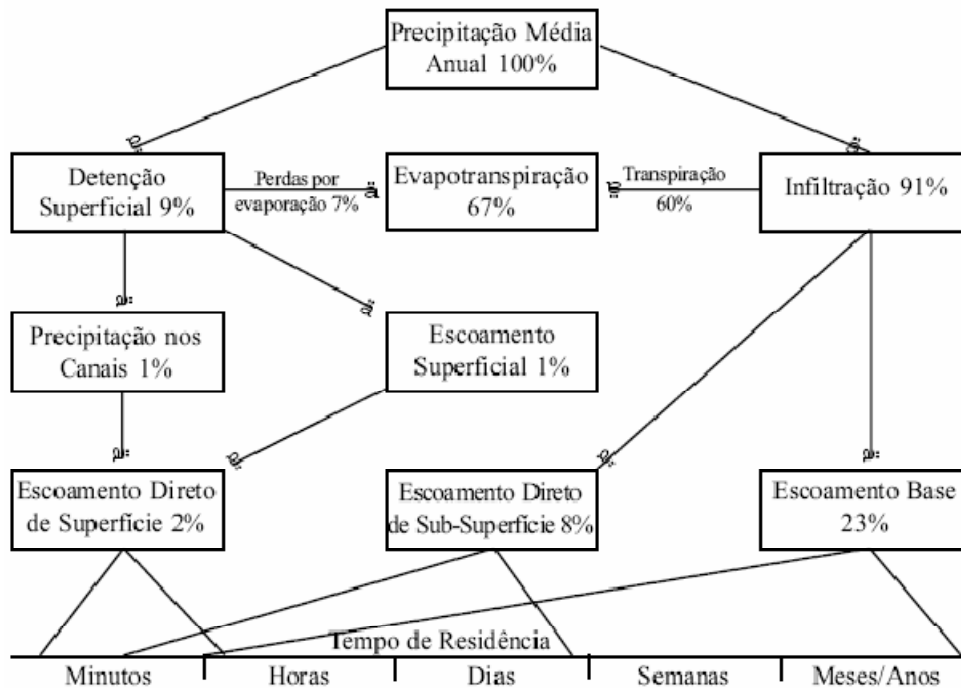 Precipitação Média
Anual 100%
Detenção
Superficial 9%
Perdas por
evaporação 7%
Evapotranspiração
67%
Transpiração
60%
Infiltração 91%
Precipitação nos
Canais 1%
Escoamento
Superficial 1%
Escoamento Direto
de Superfície 2%
Escoamento Direto
de Sub-Superfície 8%
Escoamento Base
23%
Tempo de Residência
Minutos
Horas
Dias
Semanas
Meses/Anos